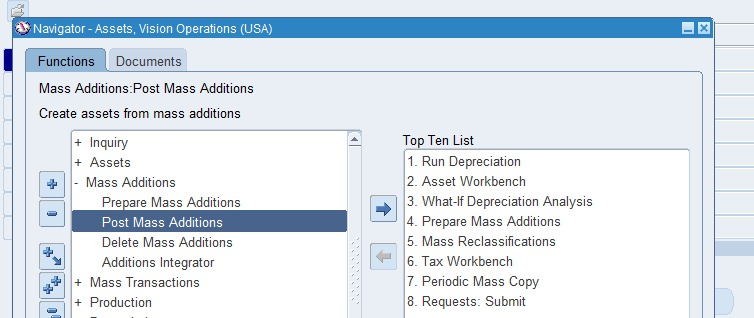 Navigator - Assets, Vision Operations (USA)
Functions
Documents
Mass Additions:Post Mass Additions
Create assets from mass additions
+ Inquiry
+ Assets
- Mass Additions
Prepare Mass Additions
Post Mass Additions
Delete Mass Additions
Additions Integrator
+ Mass Transactions
+ Production
Top Ten List
1. Run Depreciation
2. Asset Workbench
3. What-If Depreciation Analysis
4. Prepare Mass Additions
5. Mass Reclassifications
6. Tax Workbench
7. Periodic Mass Copy
8. Requests: Submit